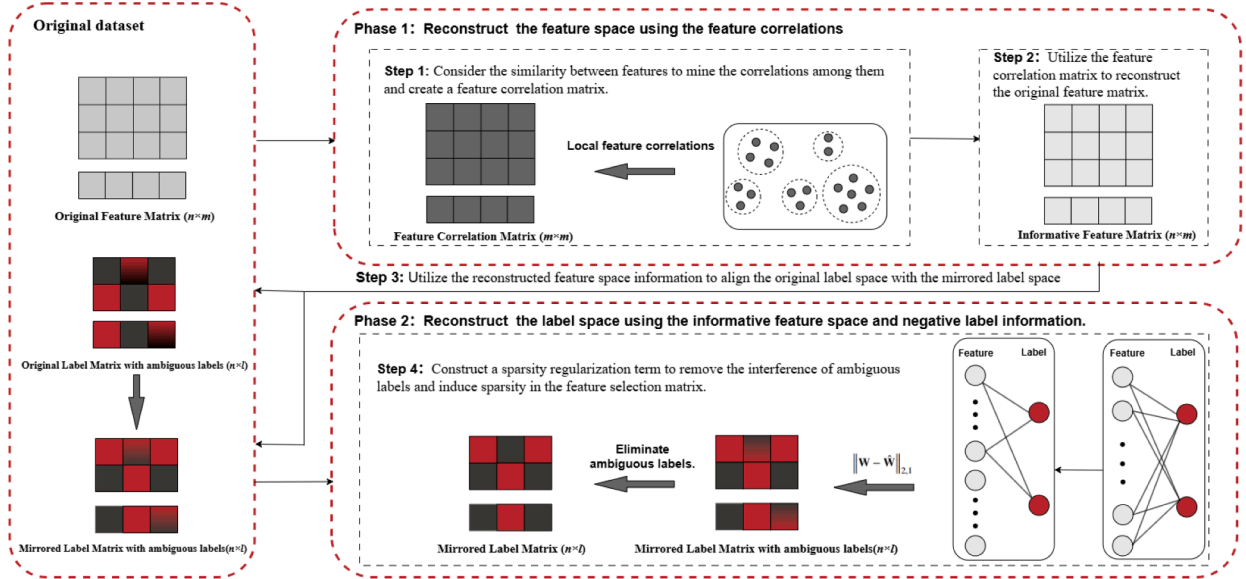 Original dataset
Original Feature Matrix (n×m)
Original Label Matrix with ambiguous labels (n×l)
Mirrored Label Matrix with ambiguous labels(n×l)
Phase 1: Reconstruct the feature space using the feature correlations
Step 1: Consider the similarity between features to mine the correlations among them
and create a feature correlation matrix.
Local feature correlations
Feature Correlation Matrix (m×m)
Step 2: Utilize the feature
correlation matrix to reconstruct
the original feature matrix.
Informative Feature Matrix (n×m)
Step 3: Utilize the reconstructed feature space information to align the original label space with the mirrored label space
Phase 2: Reconstruct the label space using the informative feature space and negative label information.
Step 4: Construct a sparsity regularization term to remove the interference of ambiguous
labels and induce sparsity in the feature selection matrix.
Eliminate
ambiguous labels.
Mirrored Label Matrix (n×l)
Mirrored Label Matrix with ambiguous labels(n×l)
‖W − Ŵ‖2,1
Feature Label
Feature Label